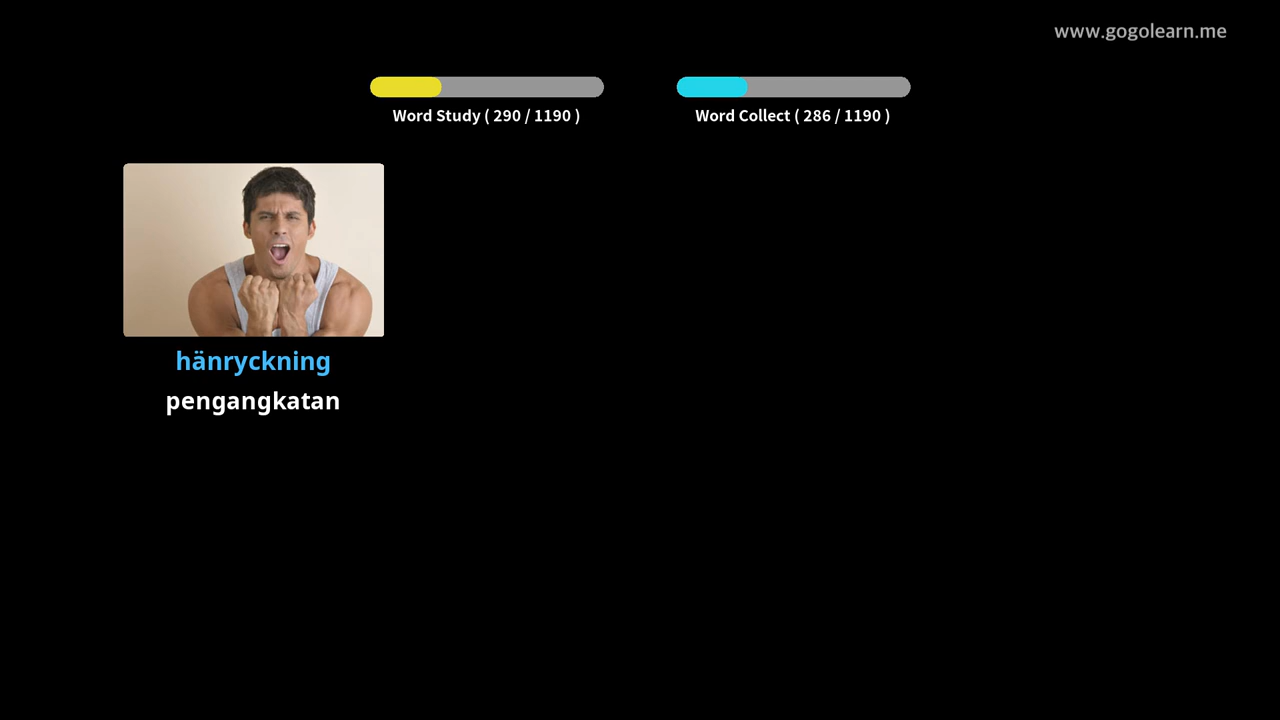 www.gogolearn.me
Word Study ( 290 / 1190 )
Word Collect ( 286 / 1190 )
hänryckning
pengangkatan